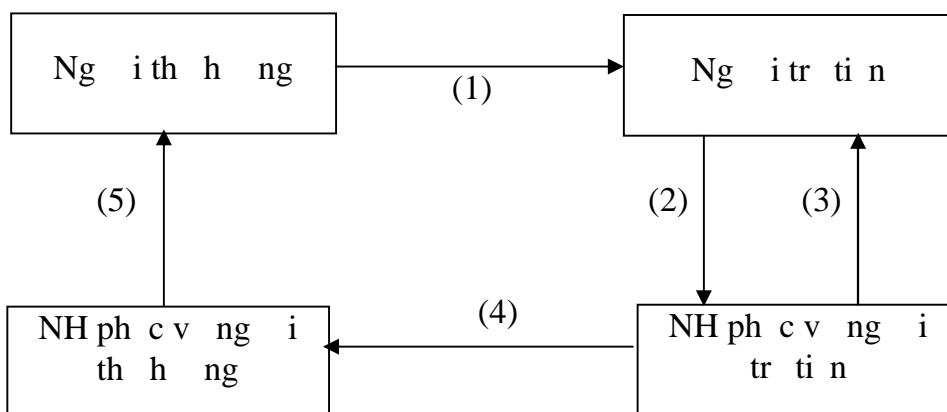 Ng i th h ng
Ng i tr ti n
(1)
(5)
(2)
(3)
(4)
NH ph c v ng i
th h ng
NH ph c v ng i
tr ti n